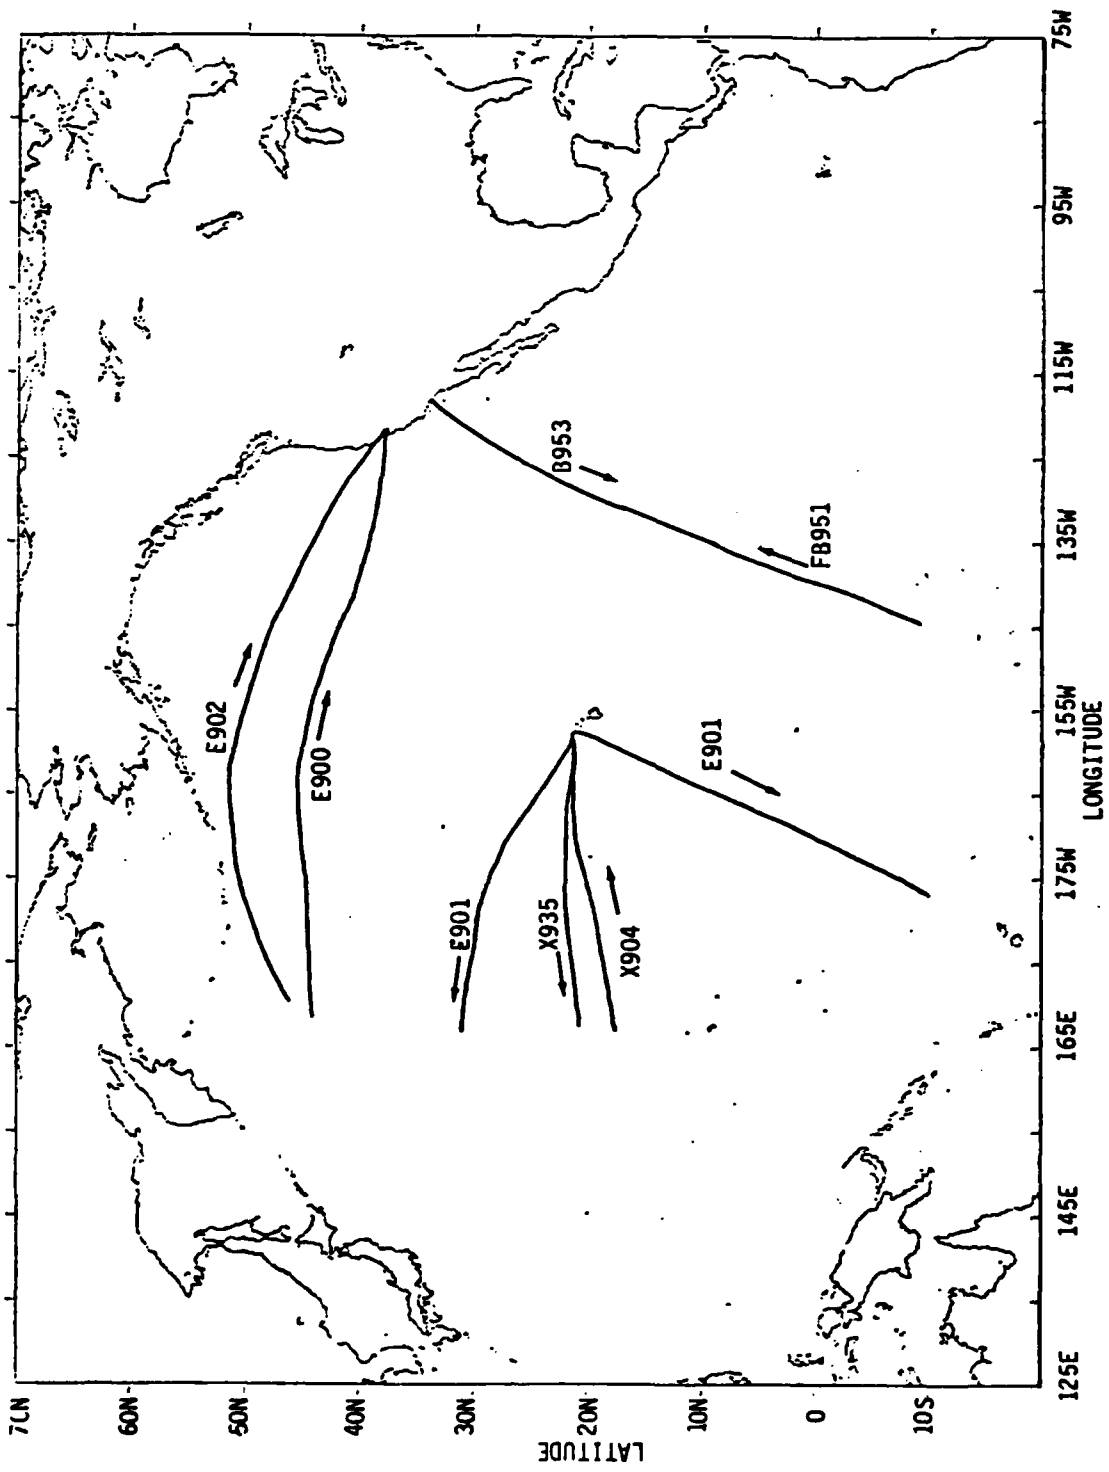 70N
60N
50N
40N
30N
20N
10N
0
10S
LATITUDE
125E
145E
165E
175W
155W
135W
115W
95W
75W
LONGITUDE
E902
E900
E901
X935
X904
E901
B953
FB951